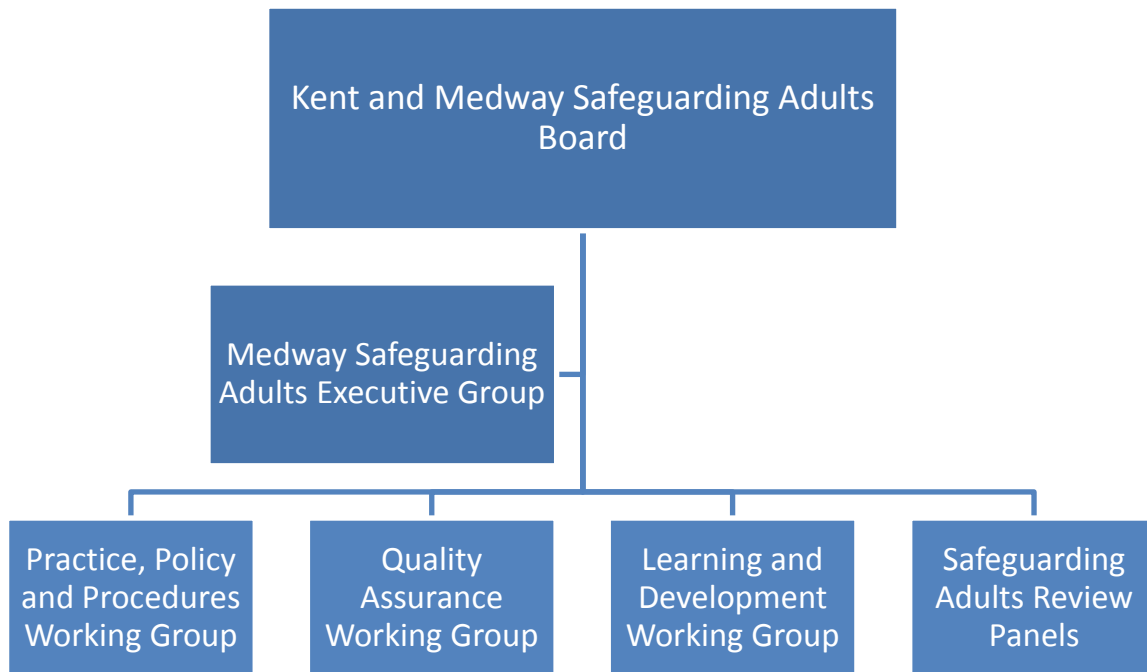 Kent and Medway Safeguarding Adults
Board
Medway Safeguarding
Adults Executive Group
Practice, Policy
and Procedures
Working Group
Quality
Assurance
Working Group
Learning and
Development
Working Group
Safeguarding
Adults Review
Panels